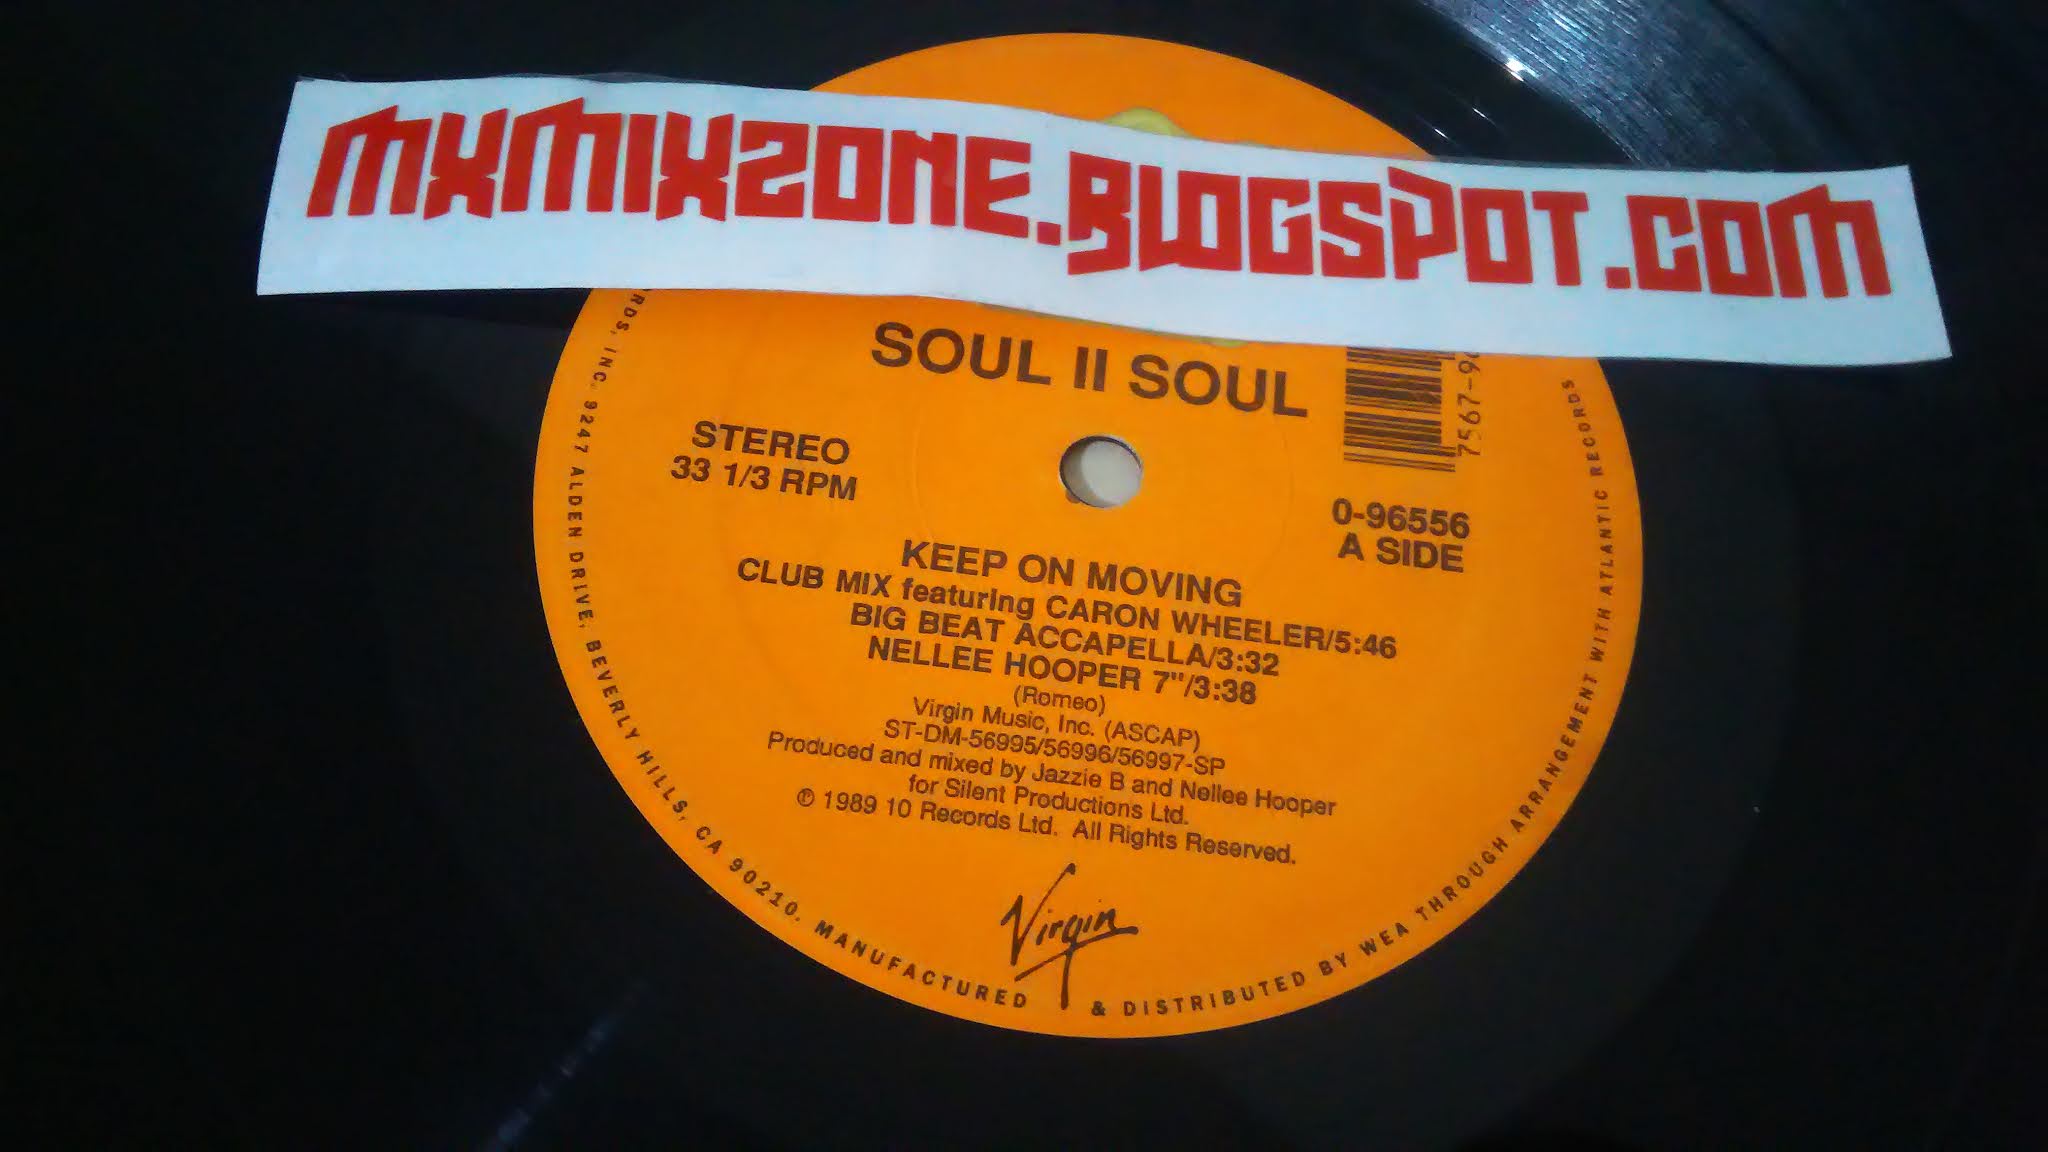 MXMIXZONE.BLOGSPOT.COM
SOUL II SOUL
STEREO
33 1/3 RPM
7567-9
0-96556
A SIDE
KEEP ON MOVING
CLUB MIX featuring CARON WHEELER/5:46
BIG BEAT ACCAPELLA/3:32
NELLEE HOOPER 7"/3:38
(Romeo)
Virgin Music, Inc. (ASCAP)
ST-DM-56995/56996/56997-SP
Produced and mixed by Jazzie B and Nellee Hooper
for Silent Productions Ltd.
℗ 1989 10 Records Ltd. All Rights Reserved.
Virgin
INC. 9247 ALDEN DRIVE, BEVERLY HILLS, CA 90210. MANUFACTURED & DISTRIBUTED BY WEA THROUGH ARRANGEMENT WITH ATLANTIC RECORDS